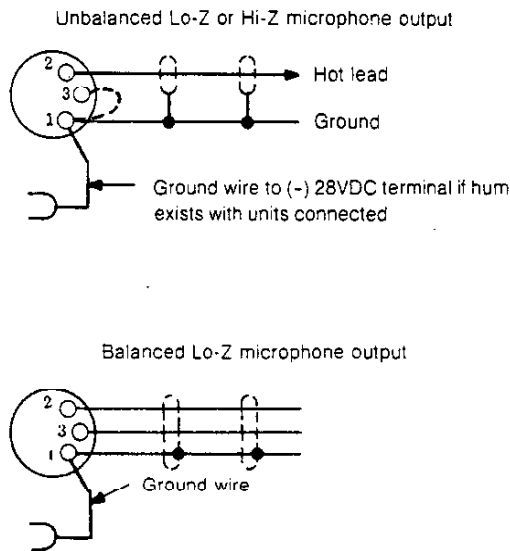 Unbalanced Lo-Z or Hi-Z microphone output
2
Hot lead
3
1
Ground
Ground wire to (-) 28VDC terminal if hum
exists with units connected
Balanced Lo-Z microphone output
2
3
1
Ground wire